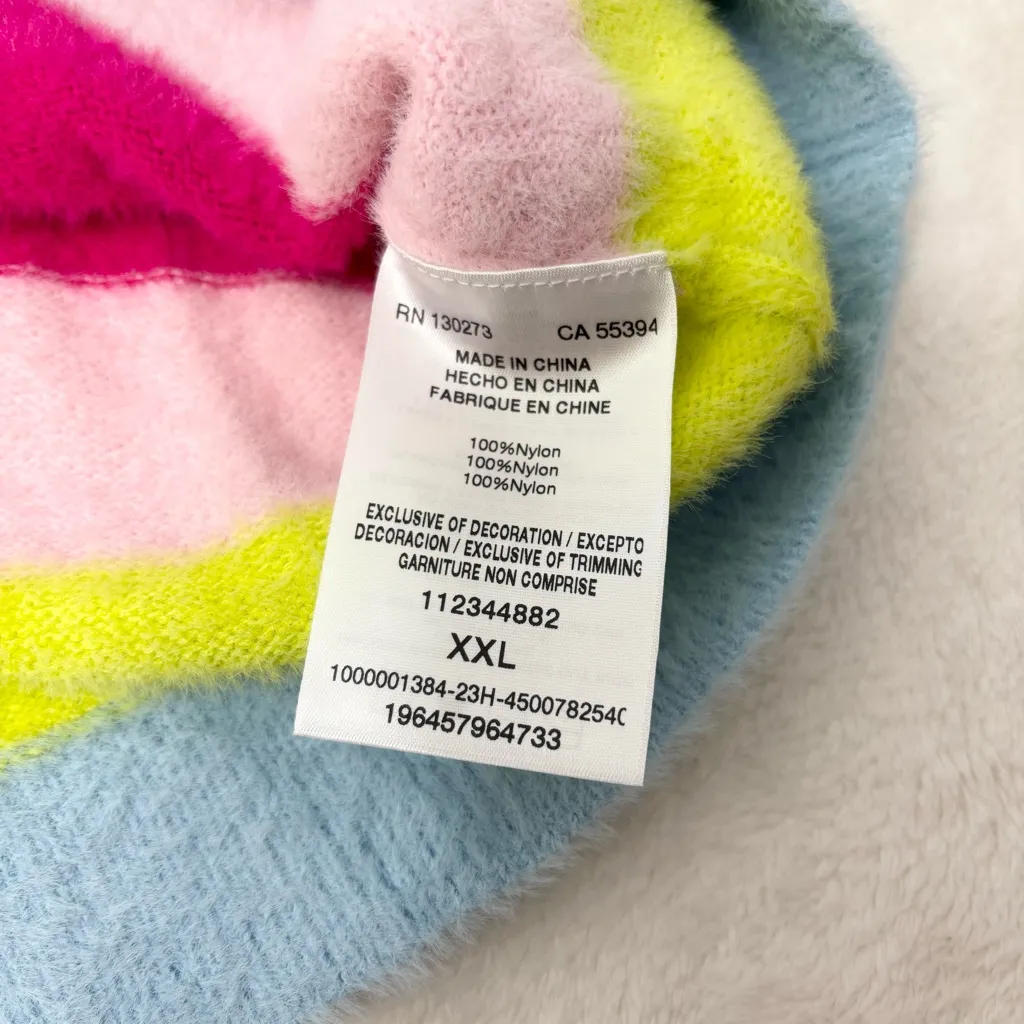 RN 130273 CA 55394
MADE IN CHINA
HECHO EN CHINA
FABRIQUE EN CHINE
100%Nylon
100%Nylon
100%Nylon
EXCLUSIVE OF DECORATION / EXCEPTO
DECORACION / EXCLUSIVE OF TRIMMING
GARNITURE NON COMPRISE
112344882
XXL
1000001384-23H-450078254
196457964733